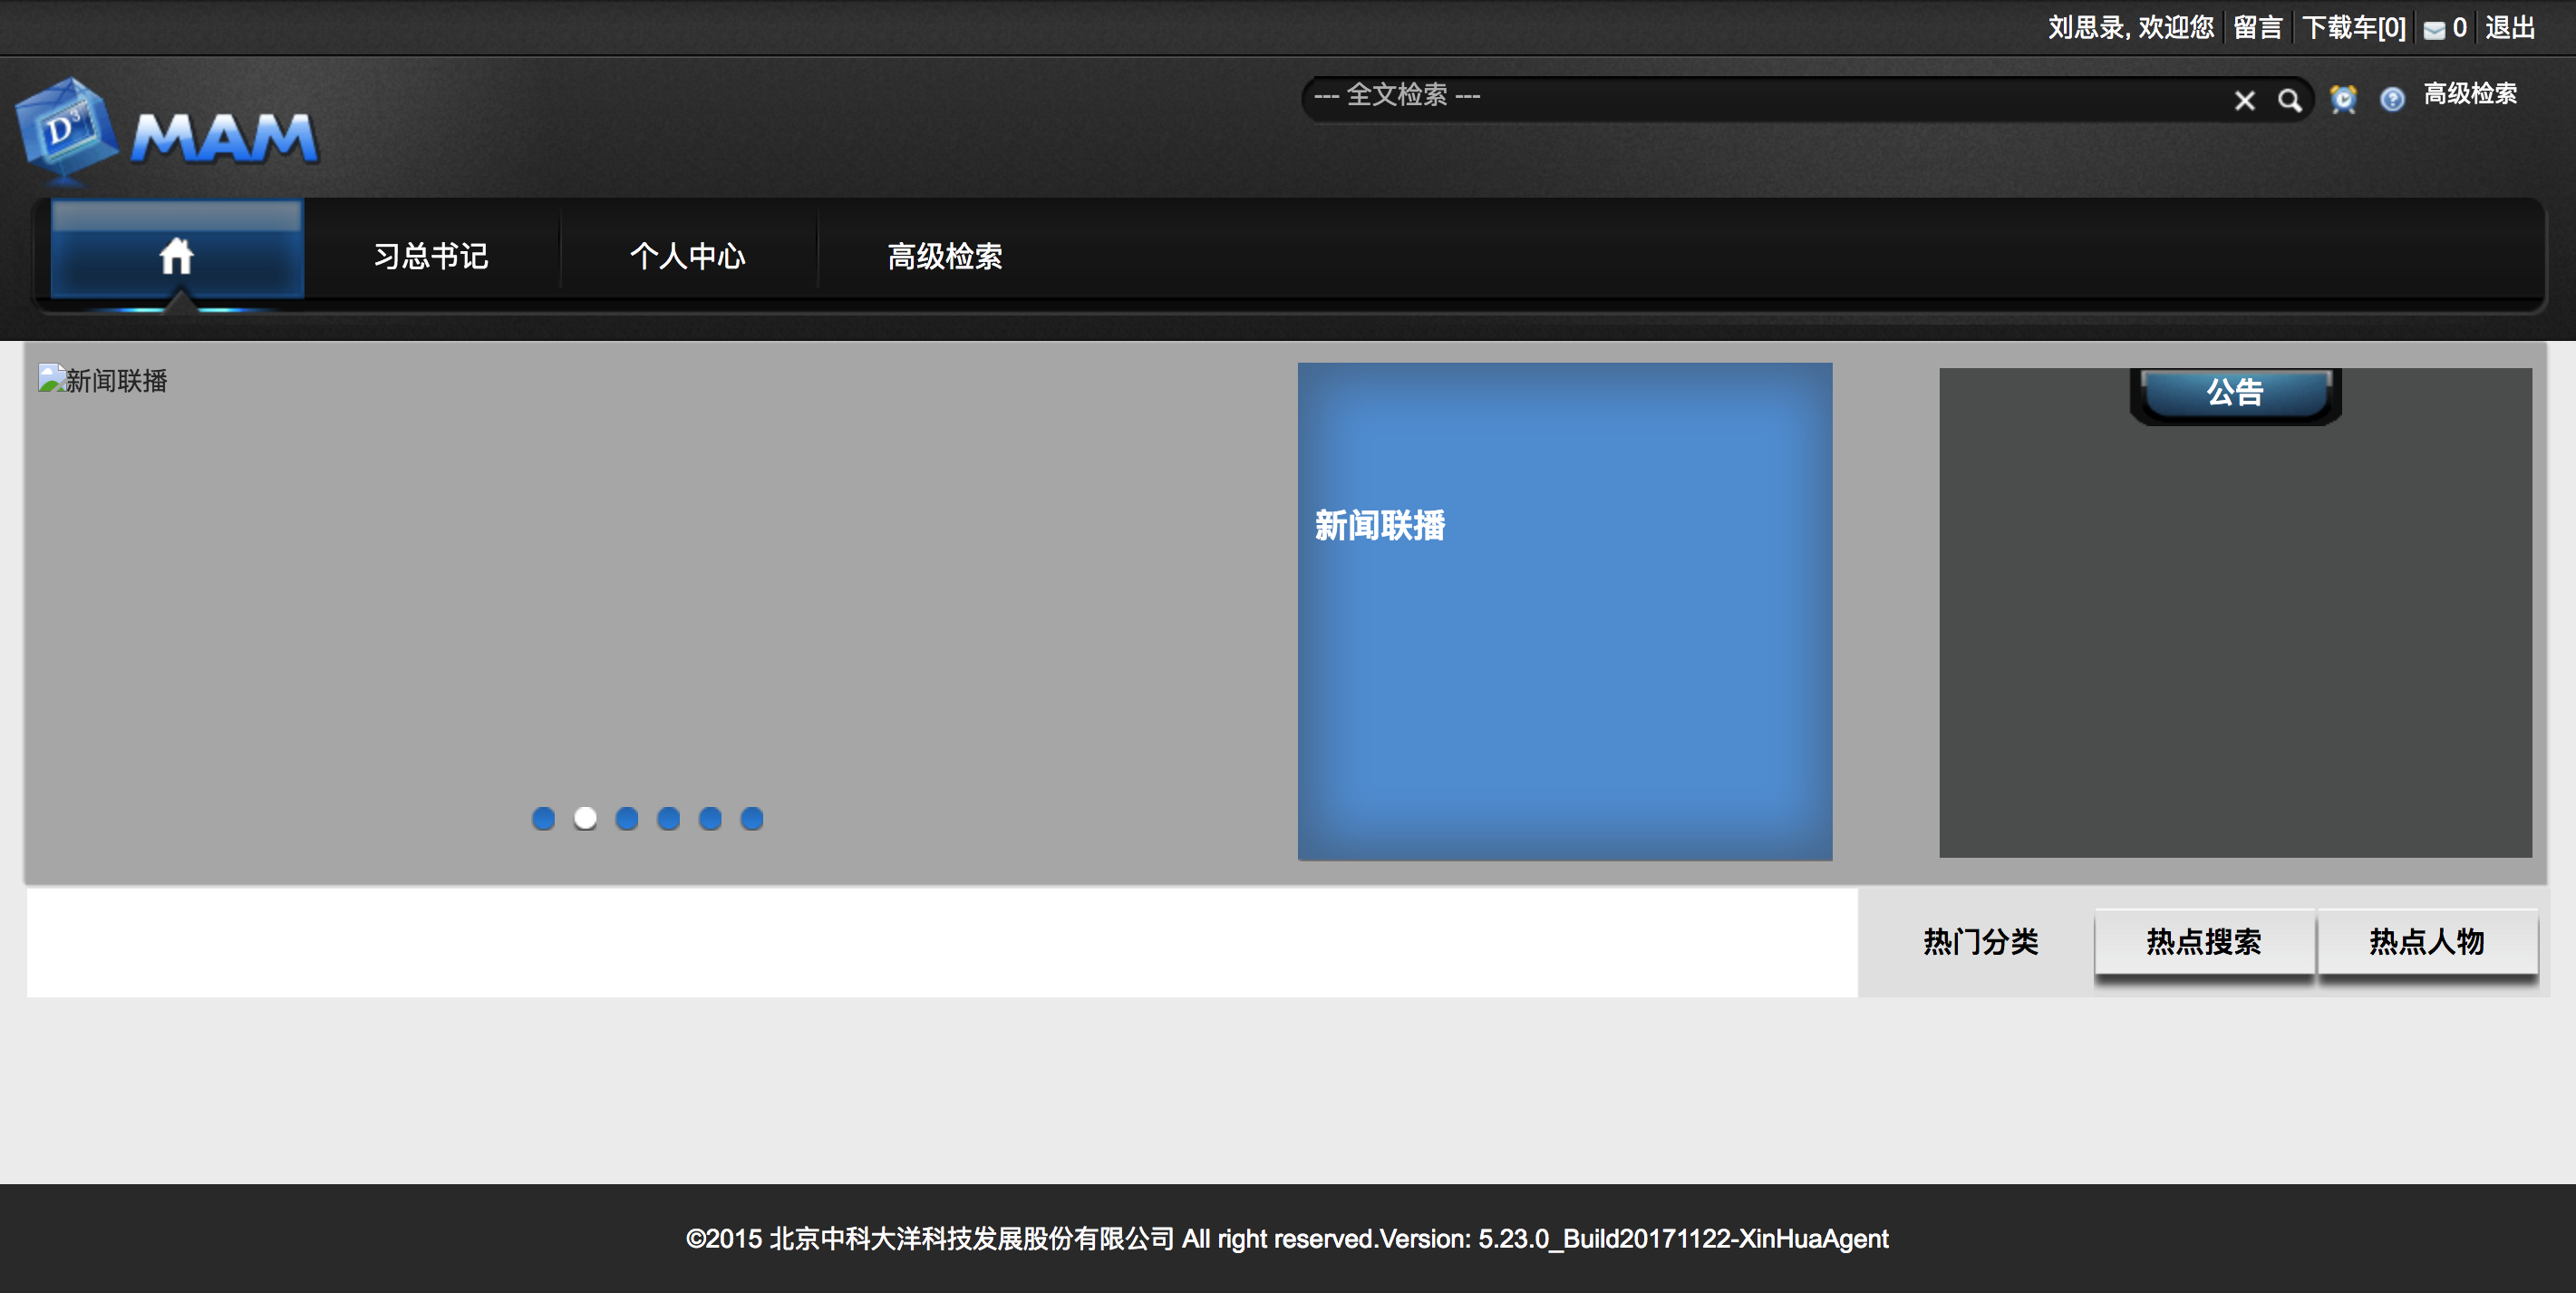 刘思录, 欢迎您 留言 下载车[0] 0 退出
--- 全文检索 --- 高级检索
D3 MAM
习总书记 个人中心 高级检索
新闻联播
公告
新闻联播
热门分类 热点搜索 热点人物
©2015 北京中科大洋科技发展股份有限公司 All right reserved.Version: 5.23.0_Build20171122-XinHuaAgent